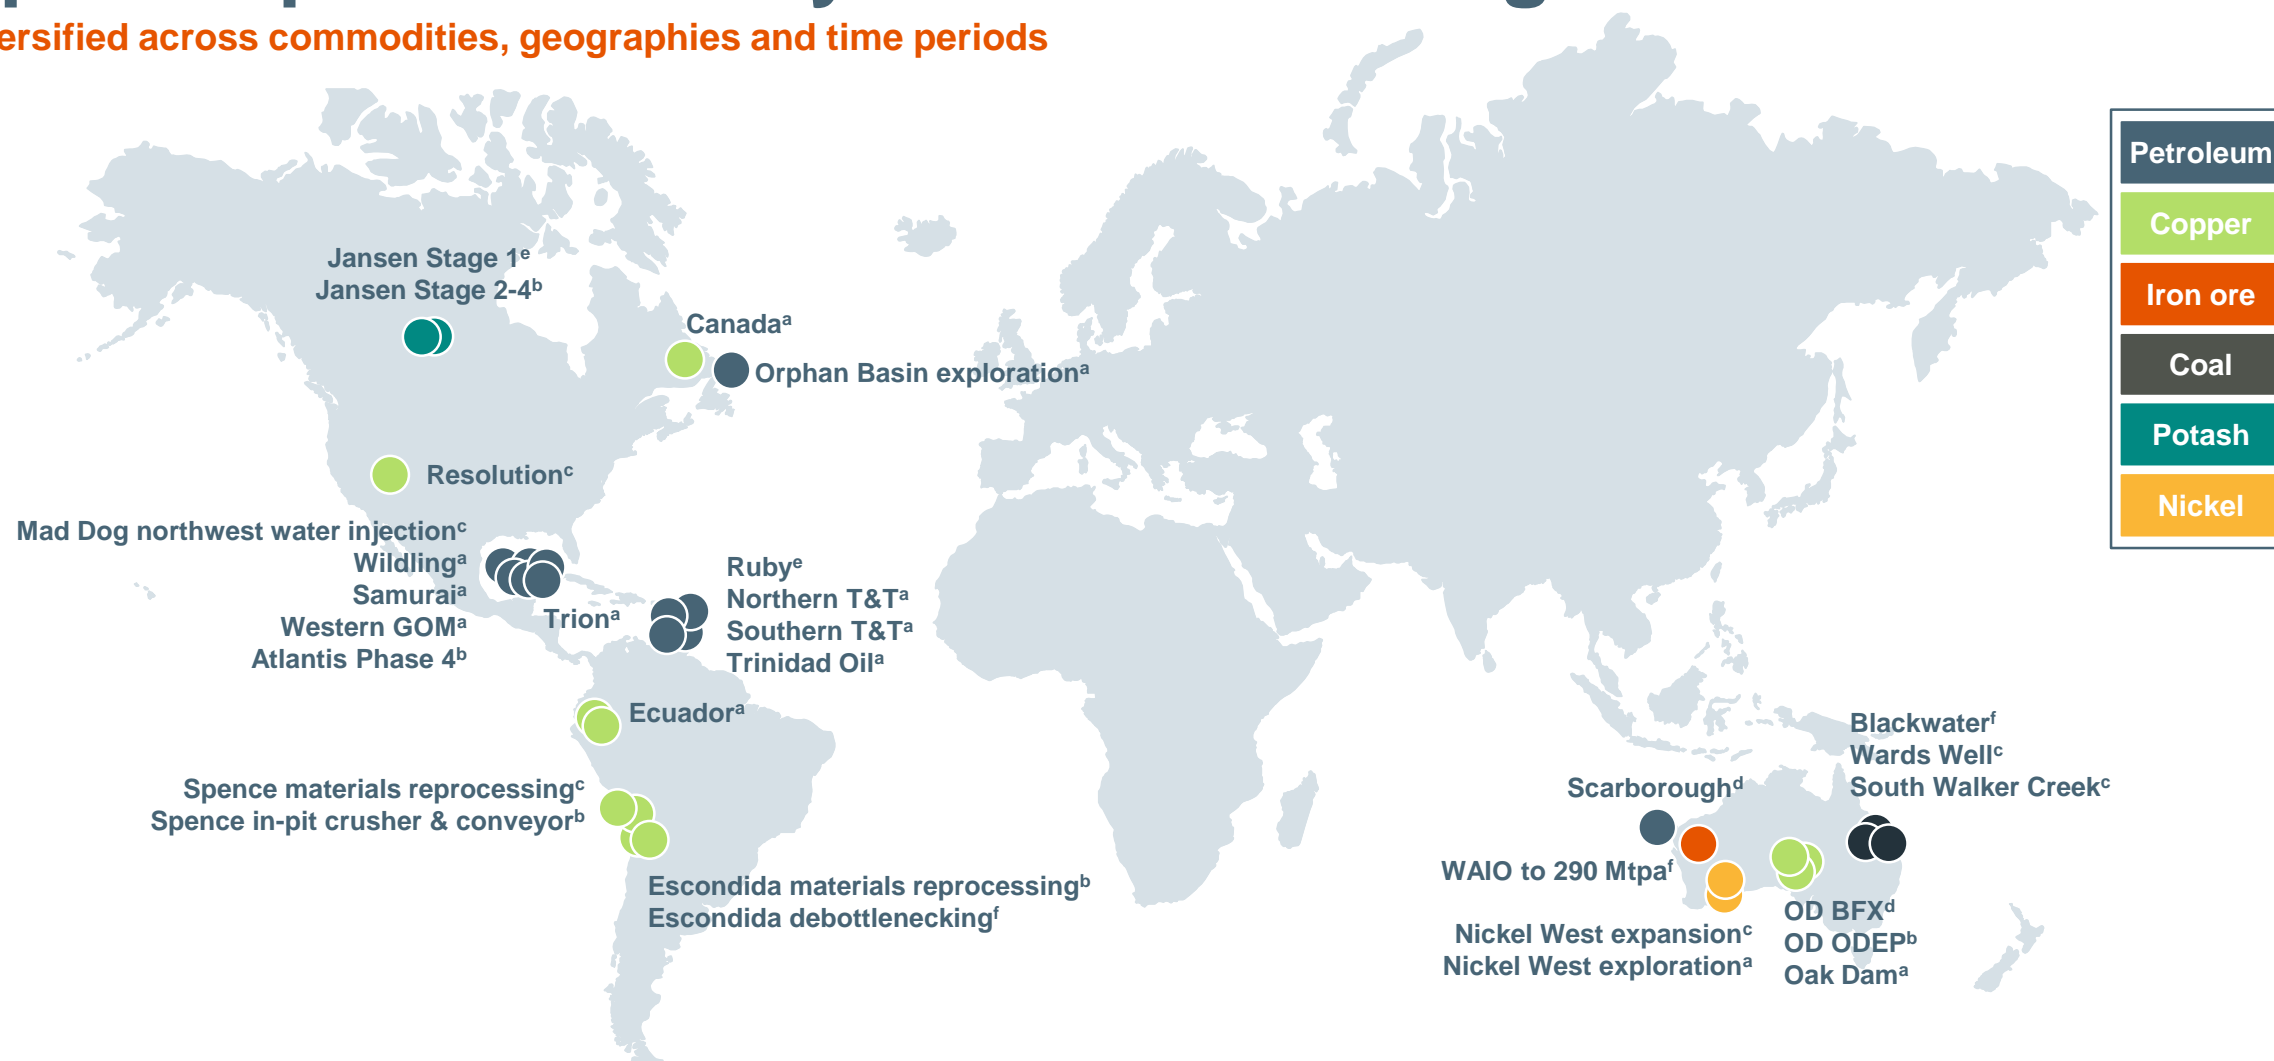 ersified across commodities, geographies and time periods
Petroleum
Copper
Iron ore
Coal
Potash
Nickel
Jansen Stage 1ᵉ
Jansen Stage 2-4ᵇ
Canadaᵃ
Orphan Basin explorationᵃ
Resolutionᶜ
Mad Dog northwest water injectionᶜ
Wildlingᵃ
Samuraiᵃ
Western GOMᵃ
Atlantis Phase 4ᵇ
Trionᵃ
Rubyᵉ
Northern T&Tᵃ
Southern T&Tᵃ
Trinidad Oilᵃ
Ecuadorᵃ
Spence materials reprocessingᶜ
Spence in-pit crusher & conveyorᵇ
Escondida materials reprocessingᵇ
Escondida debottleneckingᶠ
Blackwaterᶠ
Wards Wellᶜ
South Walker Creekᶜ
Scarboroughᵈ
WAIO to 290 Mtpaᶠ
Nickel West expansionᶜ
Nickel West explorationᵃ
OD BFXᵈ
OD ODEPᵇ
Oak Damᵃ